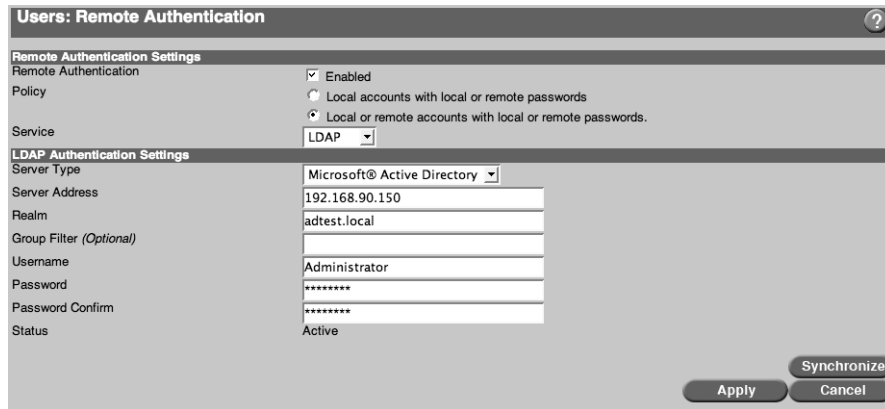 Users: Remote Authentication
?
Remote Authentication Settings
Remote Authentication
Enabled
Policy
Local accounts with local or remote passwords
Local or remote accounts with local or remote passwords.
Service
LDAP
LDAP Authentication Settings
Server Type
Microsoft® Active Directory
Server Address
192.168.90.150
Realm
adtest.local
Group Filter (Optional)
Username
Administrator
Password
********
Password Confirm
********
Status
Active
Synchronize
Apply
Cancel